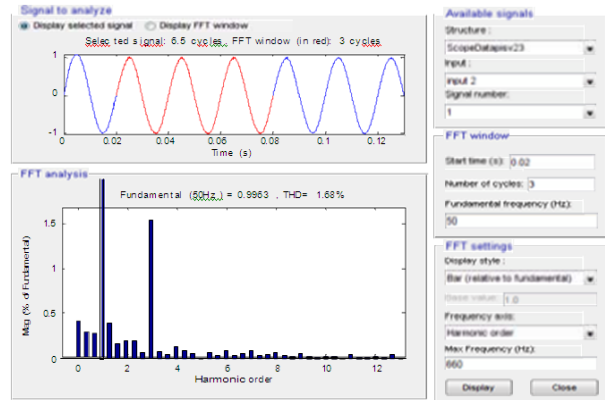 Signal to analyze
Display selected signal Display FFT window
Selected signal: 6.5 cycles. FFT window (in red): 3 cycles
1
0
-1
0 0.02 0.04 0.06 0.08 0.1 0.12
Time (s)
FFT analysis
Fundamental (50Hz) = 0.9963 , THD= 1.68%
1.5
1
0.5
0
Mag (% of Fundamental)
0 2 4 6 8 10 12
Harmonic order
Available signals
Structure :
ScopeDatapisv23
Input :
input 2
Signal number:
1
FFT window
Start time (s): 0.02
Number of cycles: 3
Fundamental frequency (Hz):
50
FFT settings
Display style :
Bar (relative to fundamental)
Base value: 1.0
Frequency axis:
Harmonic order
Max Frequency (Hz):
660
Display Close